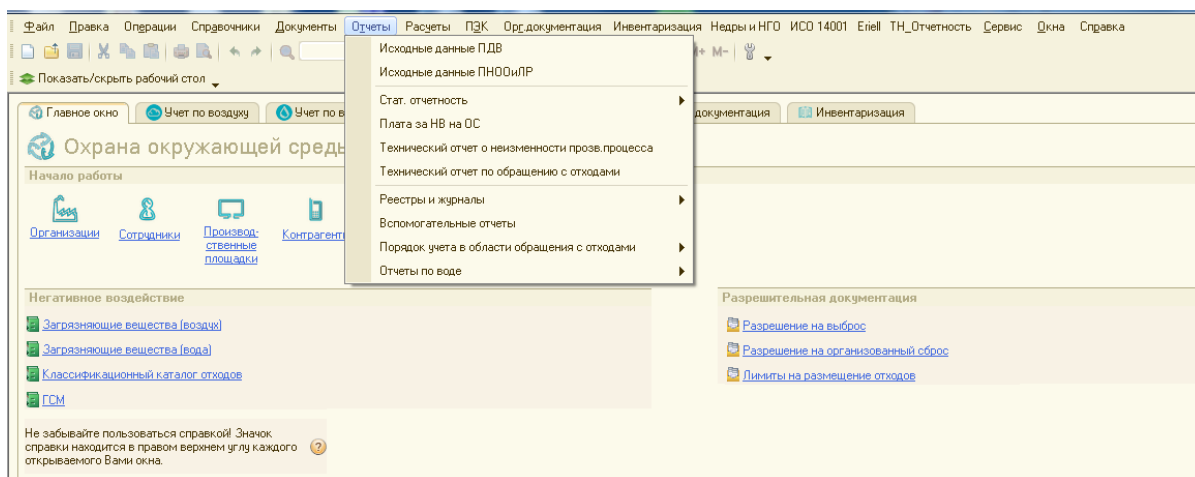 Файл Правка Операции Справочники Документы Отчеты Расчеты ПЭК Орг.документация Инвентаризация Недры и НГО ИСО 14001 Eriell ТН_Отчетность Сервис Окна Справка
M+ M-
Показать/скрыть рабочий стол
Исходные данные ПДВ
Исходные данные ПНООиЛР
Стат. отчетность
Плата за НВ на ОС
Технический отчет о неизменности прозв.процесса
Технический отчет по обращению с отходами
Реестры и журналы
Вспомогательные отчеты
Порядок учета в области обращения с отходами
Отчеты по воде
Главное окно Учет по воздуху Учет по в документация Инвентаризация
Охрана окружающей средь
Начало работы
Организации Сотрудники Производ-
ственные
площадки Контрагент
Негативное воздействие Разрешительная документация
Загрязняющие вещества (воздух) Разрешение на выброс
Загрязняющие вещества (вода) Разрешение на организованный сброс
Классификационный каталог отходов Лимиты на размещение отходов
ГСМ
Не забывайте пользоваться справкой! Значок
справки находится в правом верхнем углу каждого
открываемого Вами окна.